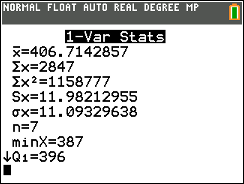 NORMAL FLOAT AUTO REAL DEGREE MP
1-Var Stats
x̄=406.7142857
Σx=2847
Σx²=1158777
Sx=11.98212955
σx=11.09329638
n=7
minX=387
↓Q₁=396